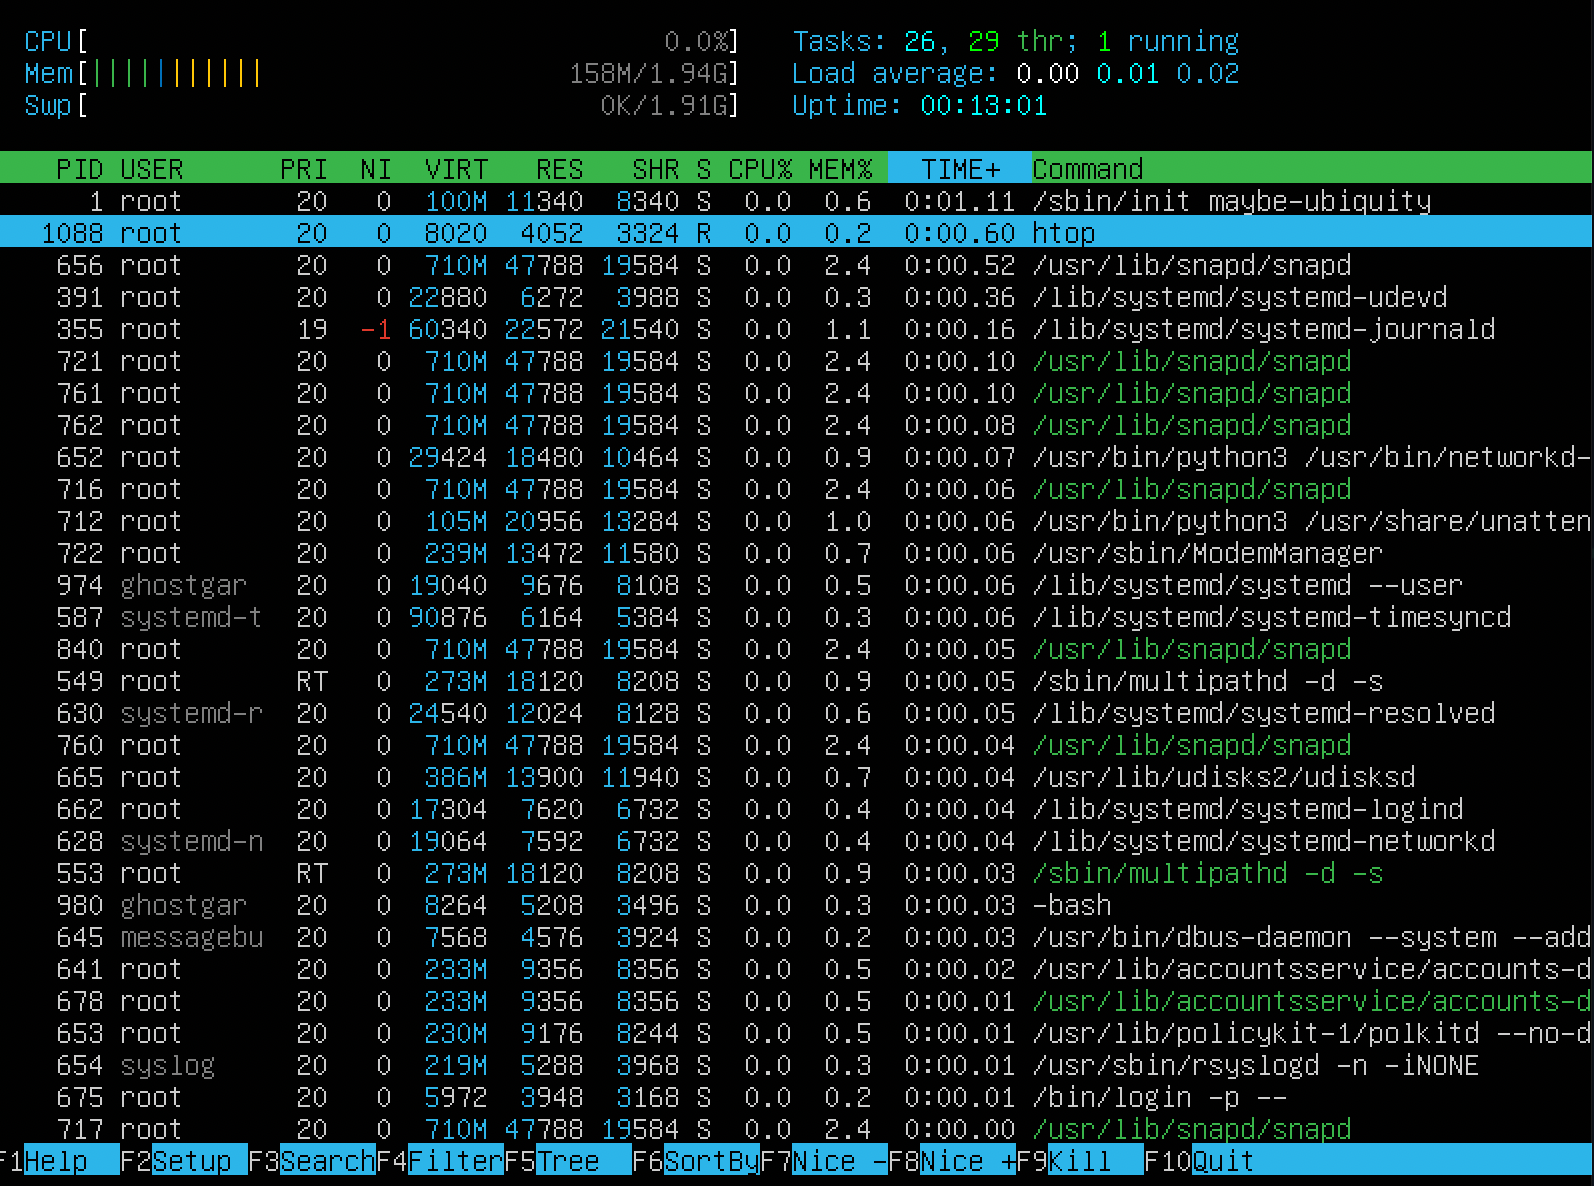 CPU[ 0.0%] Tasks: 26, 29 thr; 1 running
Mem[||||||||||| 158M/1.94G] Load average: 0.00 0.01 0.02
Swp[ 0K/1.91G] Uptime: 00:13:01
PID USER PRI NI VIRT RES SHR S CPU% MEM% TIME+ Command
1 root 20 0 100M 11340 8340 S 0.0 0.6 0:01.11 /sbin/init maybe-ubiquity
1088 root 20 0 8020 4052 3324 R 0.0 0.2 0:00.60 htop
656 root 20 0 710M 47788 19584 S 0.0 2.4 0:00.52 /usr/lib/snapd/snapd
391 root 20 0 22880 6272 3988 S 0.0 0.3 0:00.36 /lib/systemd/systemd-udevd
355 root 19 -1 60340 22572 21540 S 0.0 1.1 0:00.16 /lib/systemd/systemd-journald
721 root 20 0 710M 47788 19584 S 0.0 2.4 0:00.10 /usr/lib/snapd/snapd
761 root 20 0 710M 47788 19584 S 0.0 2.4 0:00.10 /usr/lib/snapd/snapd
762 root 20 0 710M 47788 19584 S 0.0 2.4 0:00.08 /usr/lib/snapd/snapd
652 root 20 0 29424 18480 10464 S 0.0 0.9 0:00.07 /usr/bin/python3 /usr/bin/networkd-
716 root 20 0 710M 47788 19584 S 0.0 2.4 0:00.06 /usr/lib/snapd/snapd
712 root 20 0 105M 20956 13284 S 0.0 1.0 0:00.06 /usr/bin/python3 /usr/share/unatten
722 root 20 0 239M 13472 11580 S 0.0 0.7 0:00.06 /usr/sbin/ModemManager
974 ghostgar 20 0 19040 9676 8108 S 0.0 0.5 0:00.06 /lib/systemd/systemd --user
587 systemd-t 20 0 90876 6164 5384 S 0.0 0.3 0:00.06 /lib/systemd/systemd-timesyncd
840 root 20 0 710M 47788 19584 S 0.0 2.4 0:00.05 /usr/lib/snapd/snapd
549 root RT 0 273M 18120 8208 S 0.0 0.9 0:00.05 /sbin/multipathd -d -s
630 systemd-r 20 0 24540 12024 8128 S 0.0 0.6 0:00.05 /lib/systemd/systemd-resolved
760 root 20 0 710M 47788 19584 S 0.0 2.4 0:00.04 /usr/lib/snapd/snapd
665 root 20 0 386M 13900 11940 S 0.0 0.7 0:00.04 /usr/lib/udisks2/udisksd
662 root 20 0 17304 7620 6732 S 0.0 0.4 0:00.04 /lib/systemd/systemd-logind
628 systemd-n 20 0 19064 7592 6732 S 0.0 0.4 0:00.04 /lib/systemd/systemd-networkd
553 root RT 0 273M 18120 8208 S 0.0 0.9 0:00.03 /sbin/multipathd -d -s
980 ghostgar 20 0 8264 5208 3496 S 0.0 0.3 0:00.03 -bash
645 messagebu 20 0 7568 4576 3924 S 0.0 0.2 0:00.03 /usr/bin/dbus-daemon --system --add
641 root 20 0 233M 9356 8356 S 0.0 0.5 0:00.02 /usr/lib/accountsservice/accounts-d
678 root 20 0 233M 9356 8356 S 0.0 0.5 0:00.01 /usr/lib/accountsservice/accounts-d
653 root 20 0 230M 9176 8244 S 0.0 0.5 0:00.01 /usr/lib/policykit-1/polkitd --no-d
654 syslog 20 0 219M 5288 3968 S 0.0 0.3 0:00.01 /usr/sbin/rsyslogd -n -iNONE
675 root 20 0 5972 3948 3168 S 0.0 0.2 0:00.01 /bin/login -p --
717 root 20 0 710M 47788 19584 S 0.0 2.4 0:00.00 /usr/lib/snapd/snapd
F1Help F2Setup F3SearchF4FilterF5Tree F6SortByF7Nice -F8Nice +F9Kill F10Quit